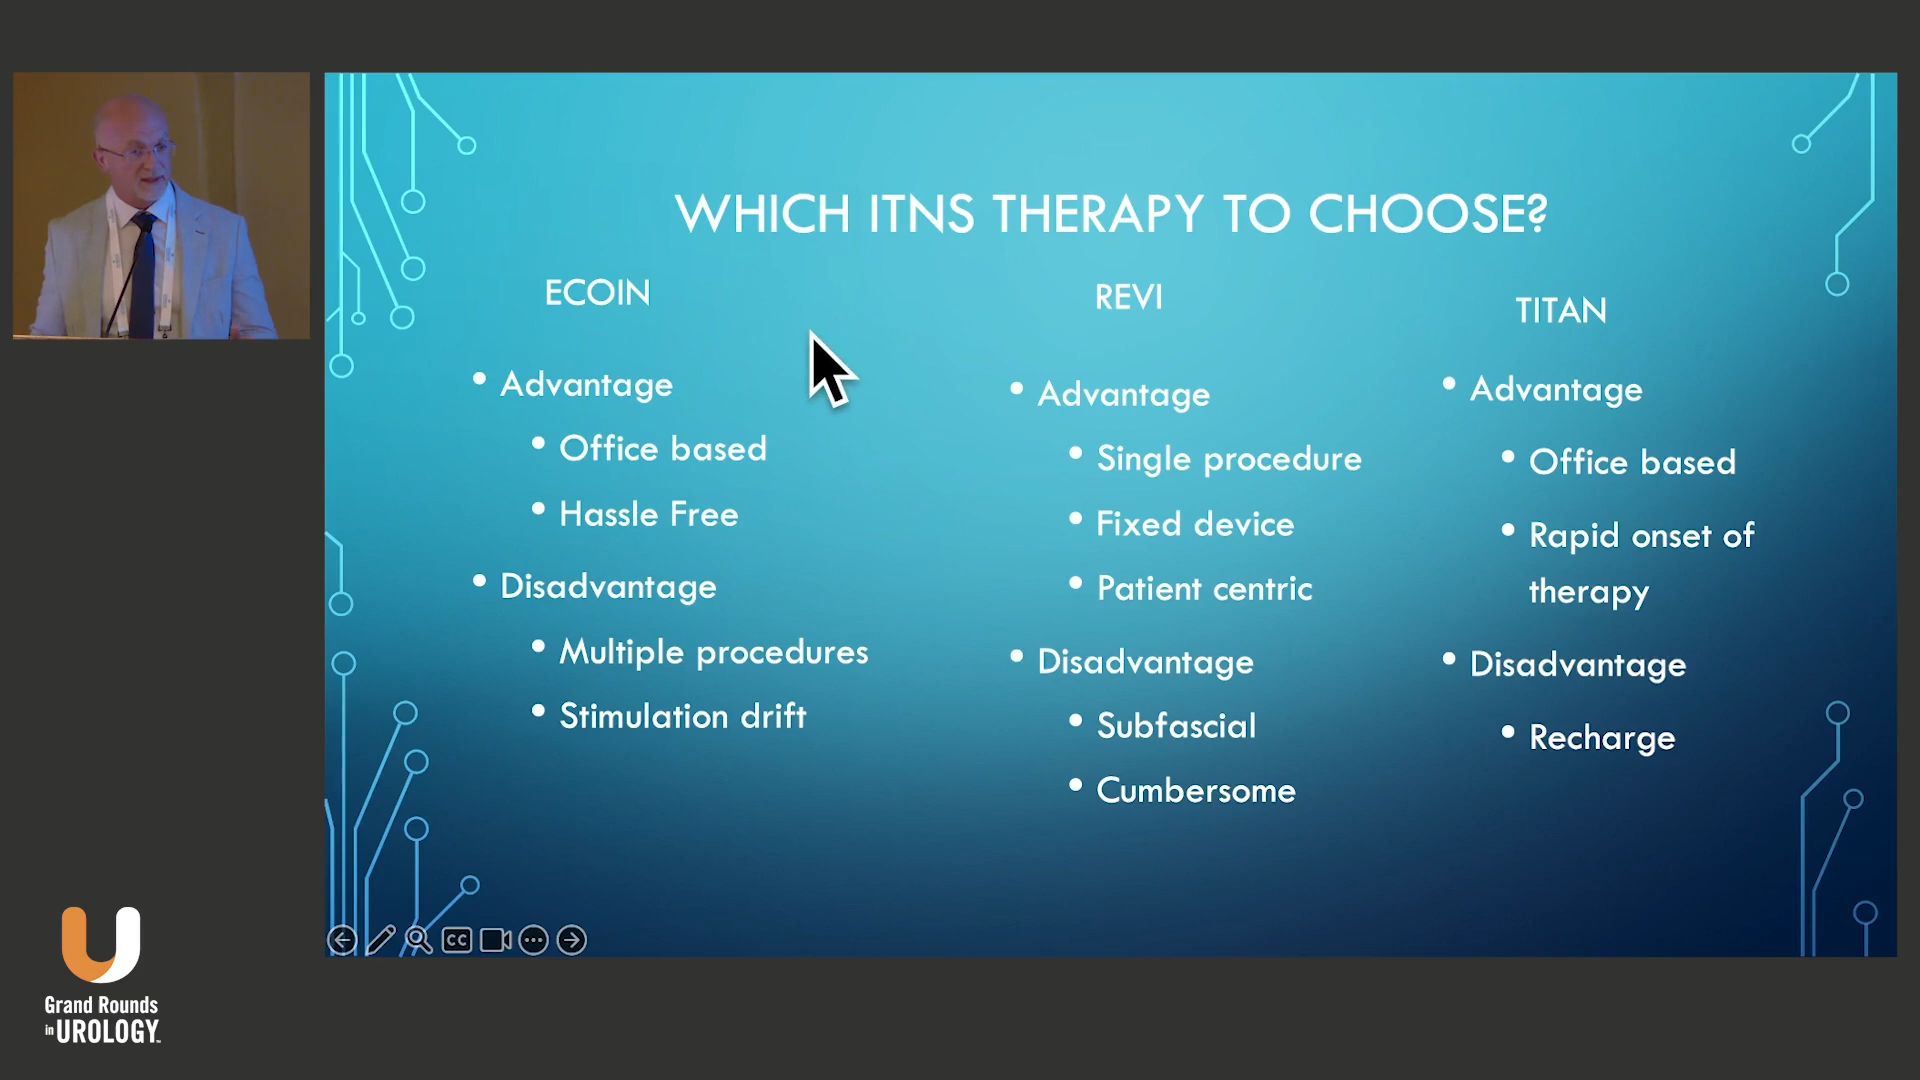 WHICH ITNS THERAPY TO CHOOSE?
ECOIN
Advantage
Office based
Hassle Free
Disadvantage
Multiple procedures
Stimulation drift
REVI
Advantage
Single procedure
Fixed device
Patient centric
Disadvantage
Subfascial
Cumbersome
TITAN
Advantage
Office based
Rapid onset of
therapy
Disadvantage
Recharge
CC
Grand Rounds
in UROLOGY